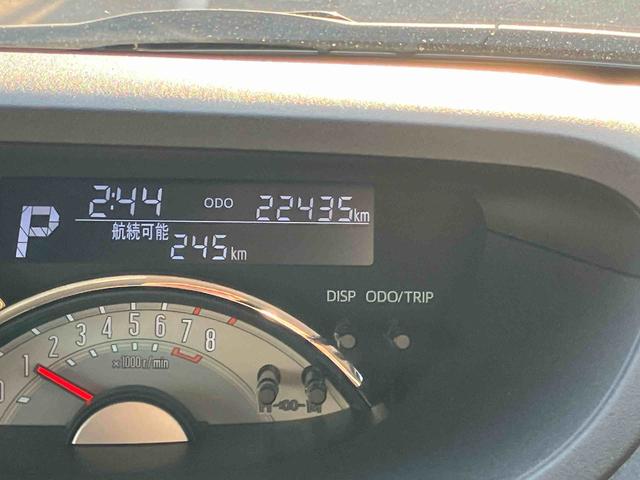 2:44 ODO 22435km
P
航続可能
245km
DISP ODO/TRIP
0 1 2 3 4 5 6 7 8
×1000r/min